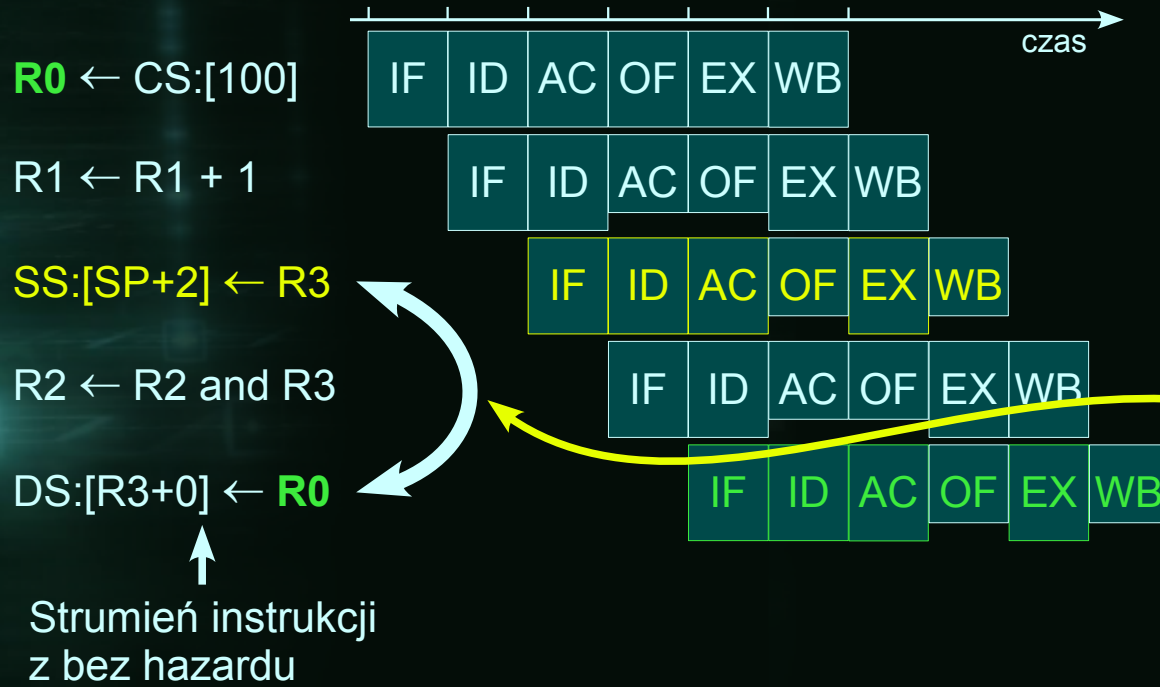 czas
R0 ← CS:[100] IF ID AC OF EX WB
R1 ← R1 + 1 IF ID AC OF EX WB
SS:[SP+2] ← R3 IF ID AC OF EX WB
R2 ← R2 and R3 IF ID AC OF EX WB
DS:[R3+0] ← R0 IF ID AC OF EX WB
Strumień instrukcji
z bez hazardu